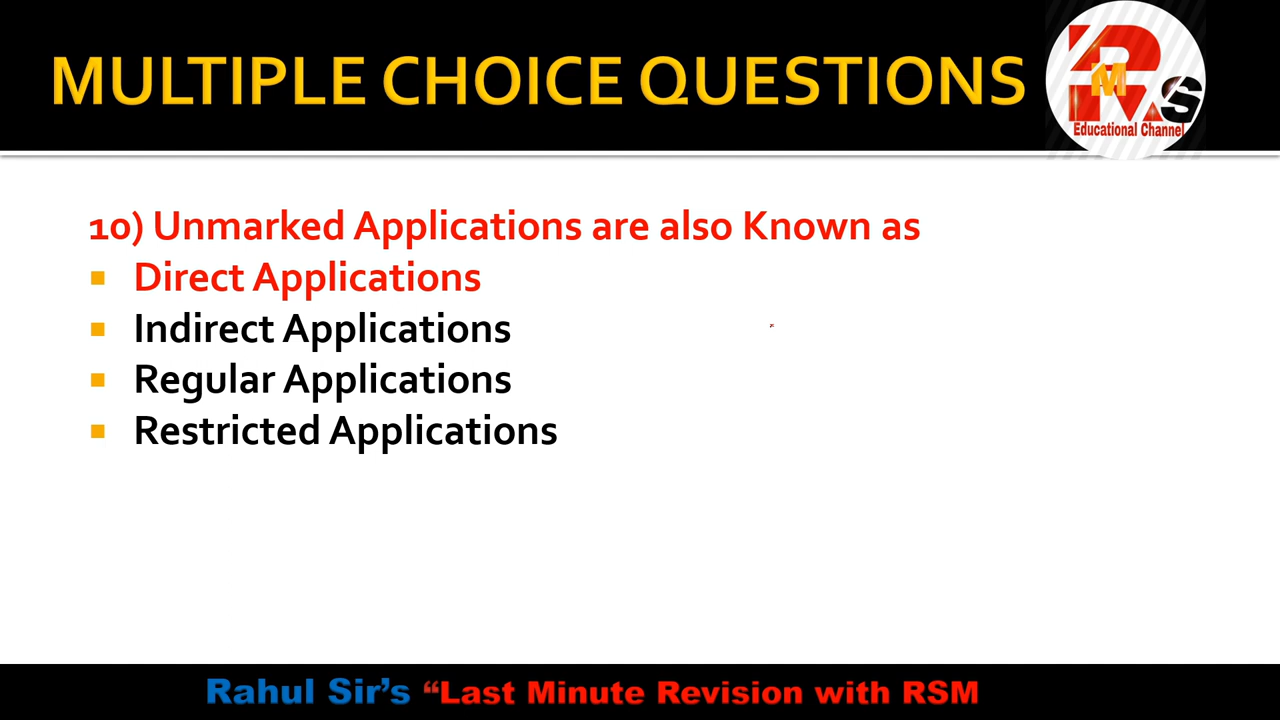 MULTIPLE CHOICE QUESTIONS
RMS
Educational Channel
10) Unmarked Applications are also Known as
Direct Applications
Indirect Applications
Regular Applications
Restricted Applications
Rahul Sir's "Last Minute Revision with RSM